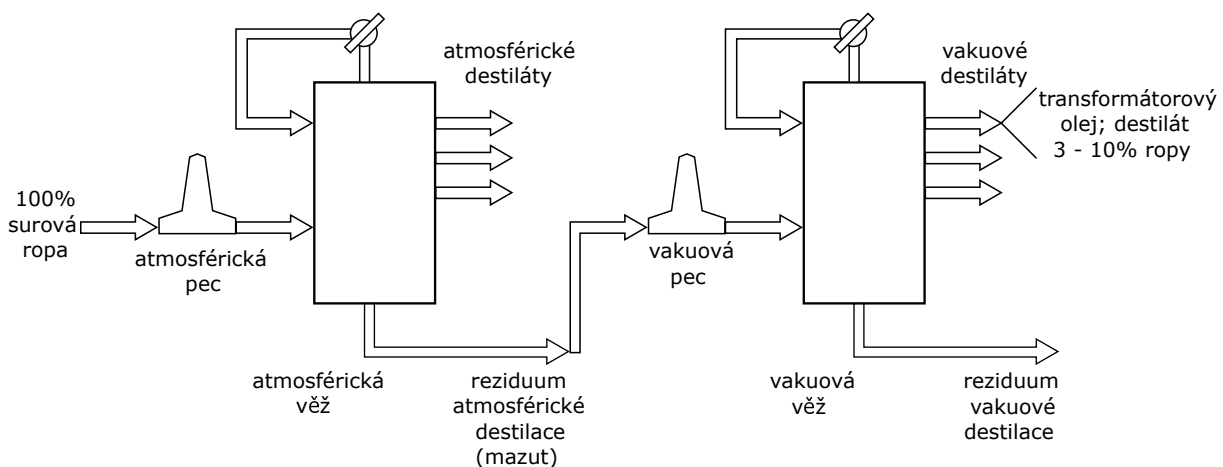 atmosférické
destiláty
vakuové
destiláty
transformátorový
olej; destilát
3 - 10% ropy
100%
surová
ropa
atmosférická
pec
vakuová
pec
atmosférická
věž
reziduum
atmosférické
destilace
(mazut)
vakuová
věž
reziduum
vakuové
destilace